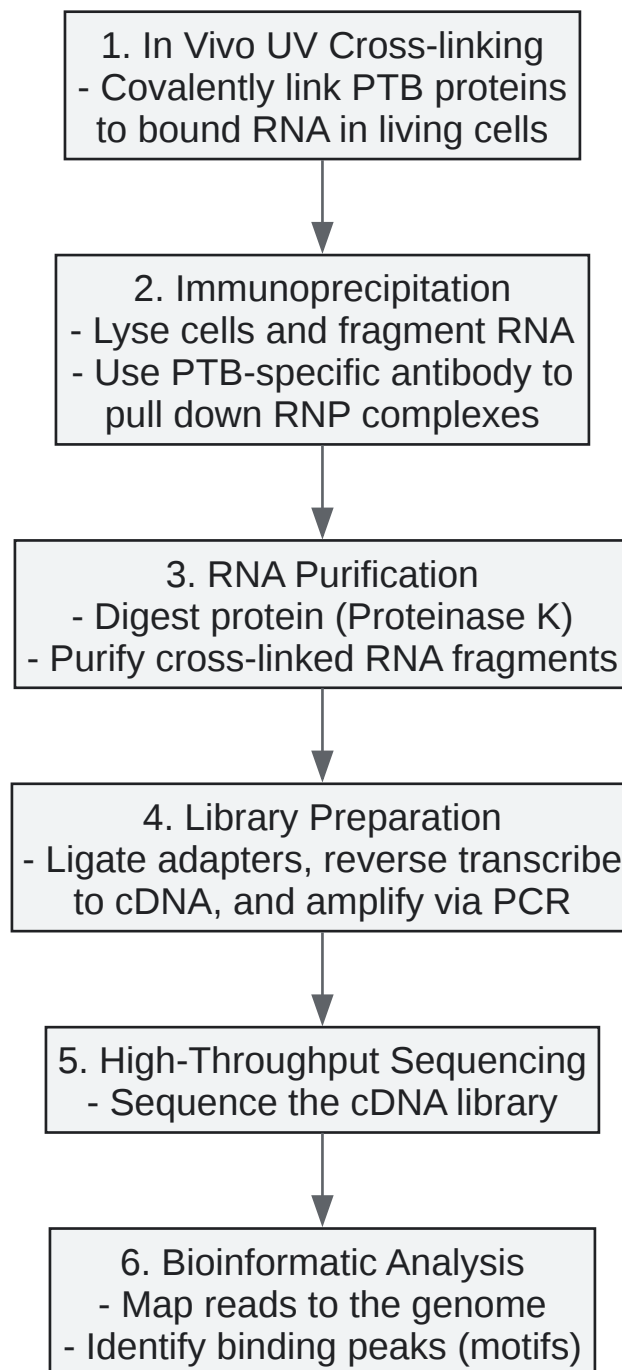 1. In Vivo UV Cross-linking
- Covalently link PTB proteins
to bound RNA in living cells
2. Immunoprecipitation
- Lyse cells and fragment RNA
- Use PTB-specific antibody to
pull down RNP complexes
3. RNA Purification
- Digest protein (Proteinase K)
- Purify cross-linked RNA fragments
4. Library Preparation
- Ligate adapters, reverse transcribe
to cDNA, and amplify via PCR
5. High-Throughput Sequencing
- Sequence the cDNA library
6. Bioinformatic Analysis
- Map reads to the genome
- Identify binding peaks (motifs)